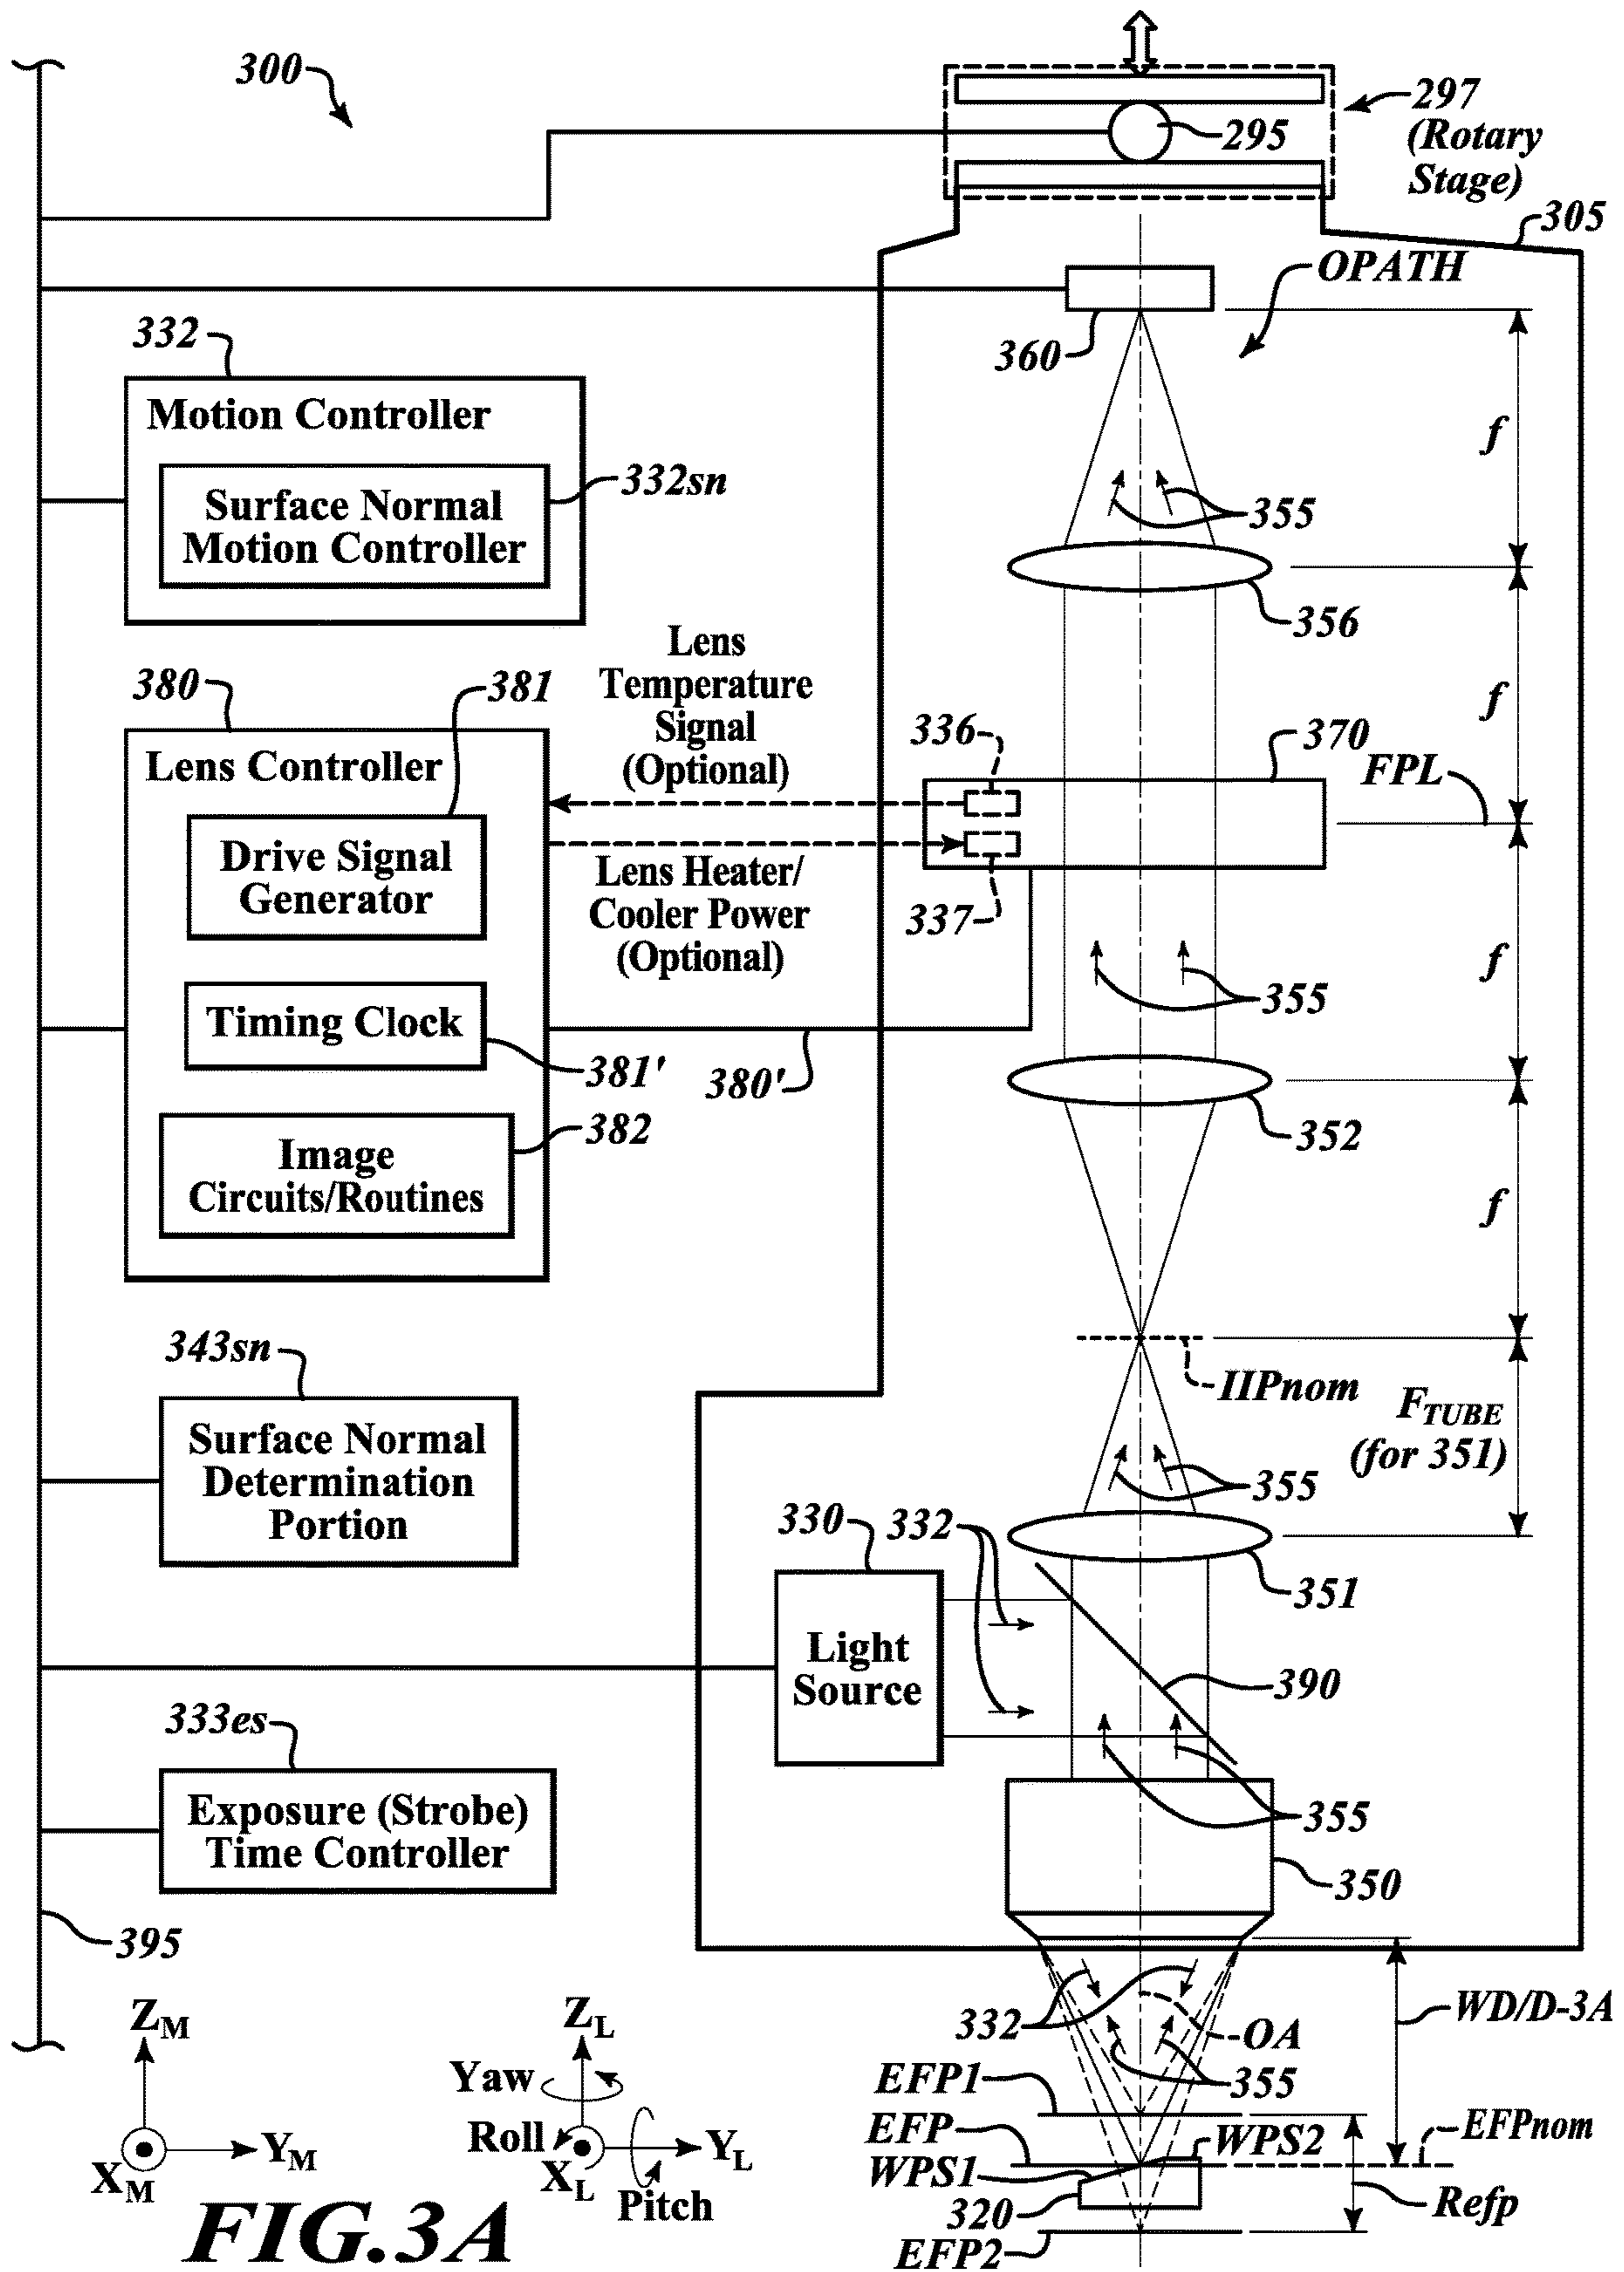 300
297
(Rotary
Stage)
295
305
OPATH
360
f
332
Motion Controller
Surface Normal
Motion Controller
332sn
355
356
f
Lens
Temperature
Signal
(Optional)
380
381
Lens Controller
Drive Signal
Generator
336
370
FPL
Lens Heater/
Cooler Power
(Optional)
337
f
355
Timing Clock
381'
380'
382
Image
Circuits/Routines
352
f
343sn
Surface Normal
Determination
Portion
IIPnom
FTUBE
(for 351)
355
330
332
351
Light
Source
390
333es
Exposure (Strobe)
Time Controller
355
350
395
332
OA
WD/D-3A
355
EFP1
EFP
WPS2
EFPnom
WPS1
320
Refp
EFP2
ZM
YM
XM
ZL
Yaw
Roll
YL
XL
Pitch
FIG.3A